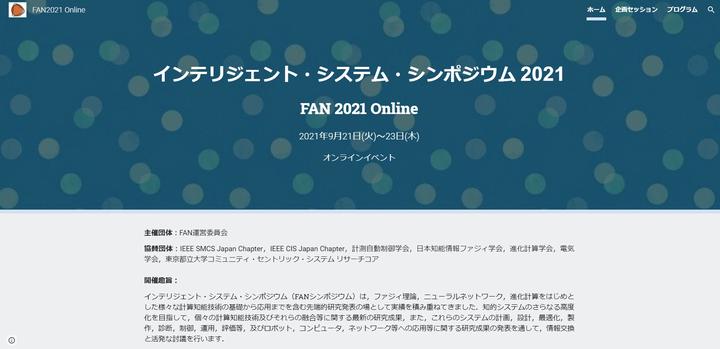 FAN2021 Online
ホーム 企画セッション プログラム
インテリジェント・システム・シンポジウム 2021
FAN 2021 Online
2021年9月21日(火)～23日(木)
オンラインイベント
主催団体：FAN運営委員会
協賛団体：IEEE SMCS Japan Chapter，IEEE CIS Japan Chapter，計測自動制御学会，日本知能情報ファジィ学会，進化計算学会，電気
学会，東京都立大学コミュニティ・セントリック・システム リサーチコア
開催趣旨：
インテリジェント・システム・シンポジウム（FANシンポジウム）は，ファジィ理論，ニューラルネットワーク，進化計算をはじめと
した様々な計算知能技術の基礎から応用までを含む先端的研究発表の場として実績を積み重ねてきました．知的システムのさらなる高度
化を目指して，個々の計算知能技術及びそれらの融合等に関する最新の研究成果，また，これらのシステムの計画，設計，最適化，製
作，診断，制御，運用，評価等，及びロボット，コンピュータ，ネットワーク等への応用等に関する研究成果の発表を通して，情報交換
と活発な討議を行います．